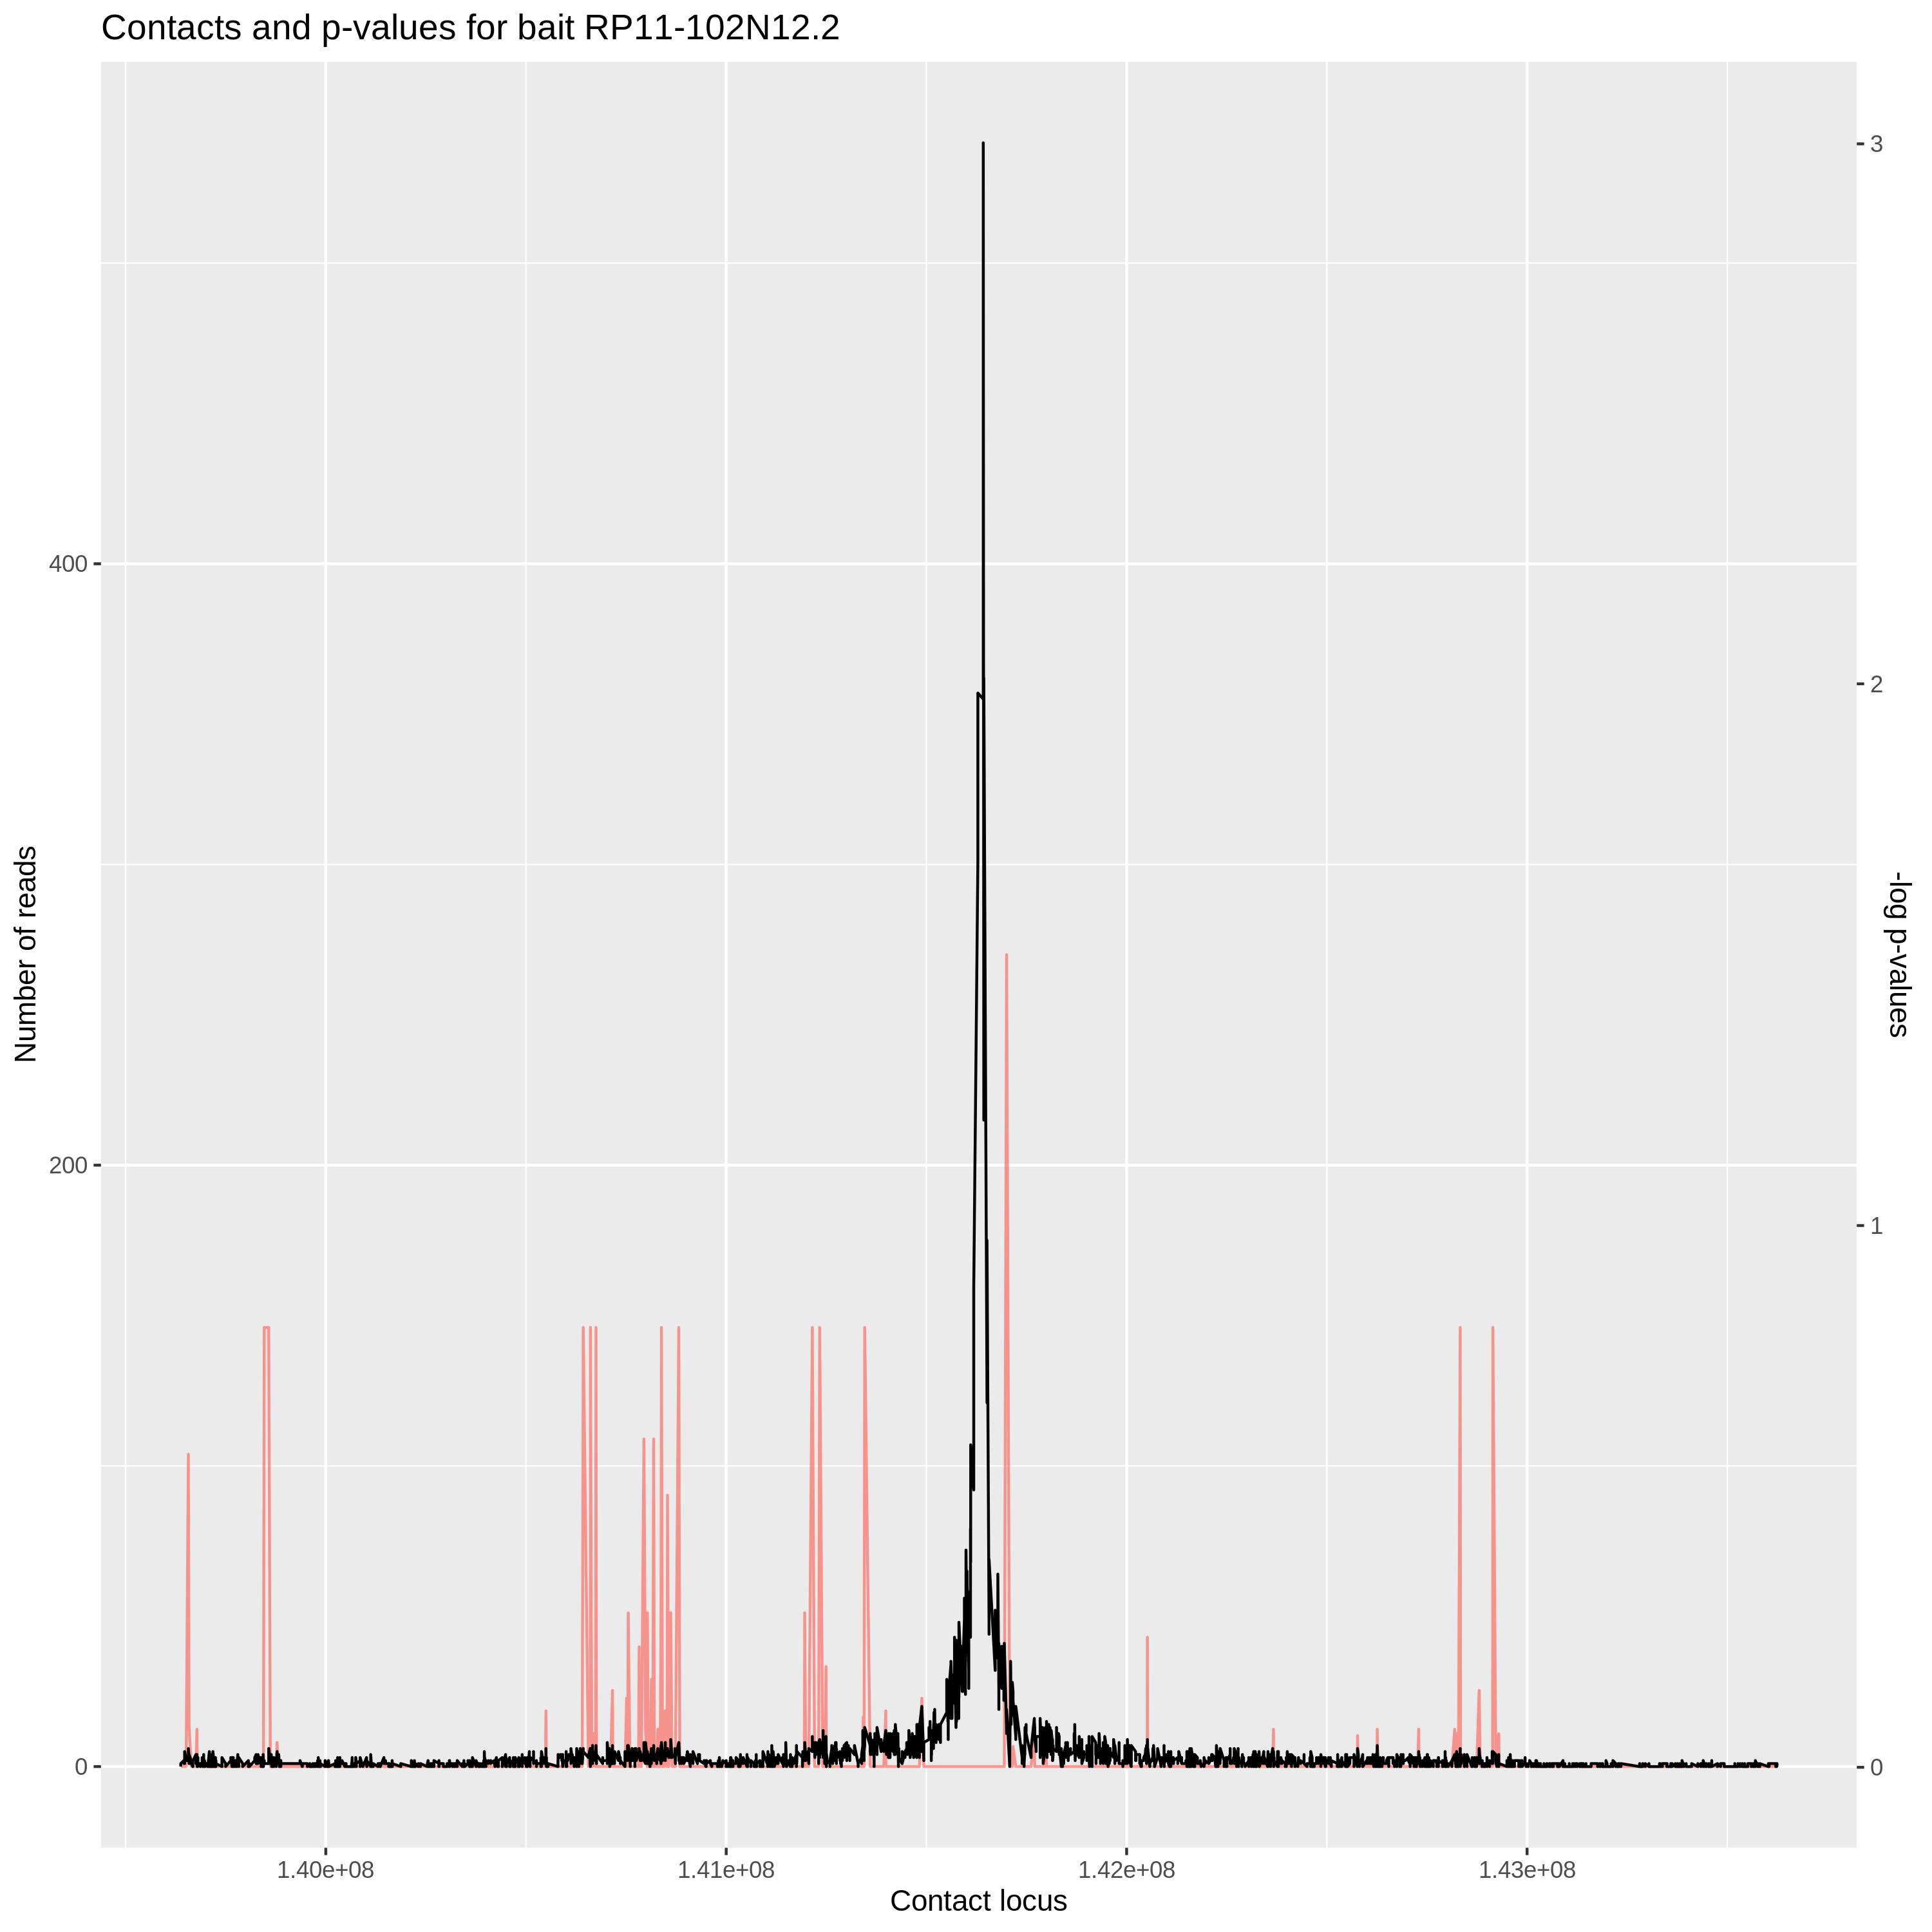 Contacts and p-values for bait RP11-102N12.2
Number of reads
400
200
0
3
2
1
0
-log p-values
1.40e+08
1.41e+08
1.42e+08
1.43e+08
Contact locus